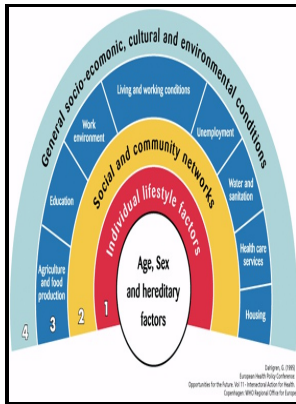 General socio-economic, cultural and environmental conditions
Living and working conditions
Work
environment
Unemployment
Education
Water and
sanitation
Agriculture
and food
production
Health care
services
Housing
Social and community networks
Individual lifestyle factors
Age, Sex
and hereditary
factors
4
3
2
1
Dahlgren, G. (1995)
European Health Policy Conference:
Opportunities for the Future. Vol 11 - Intersectoral Action for Health.
Copenhagen: WHO Regional Office for Europe